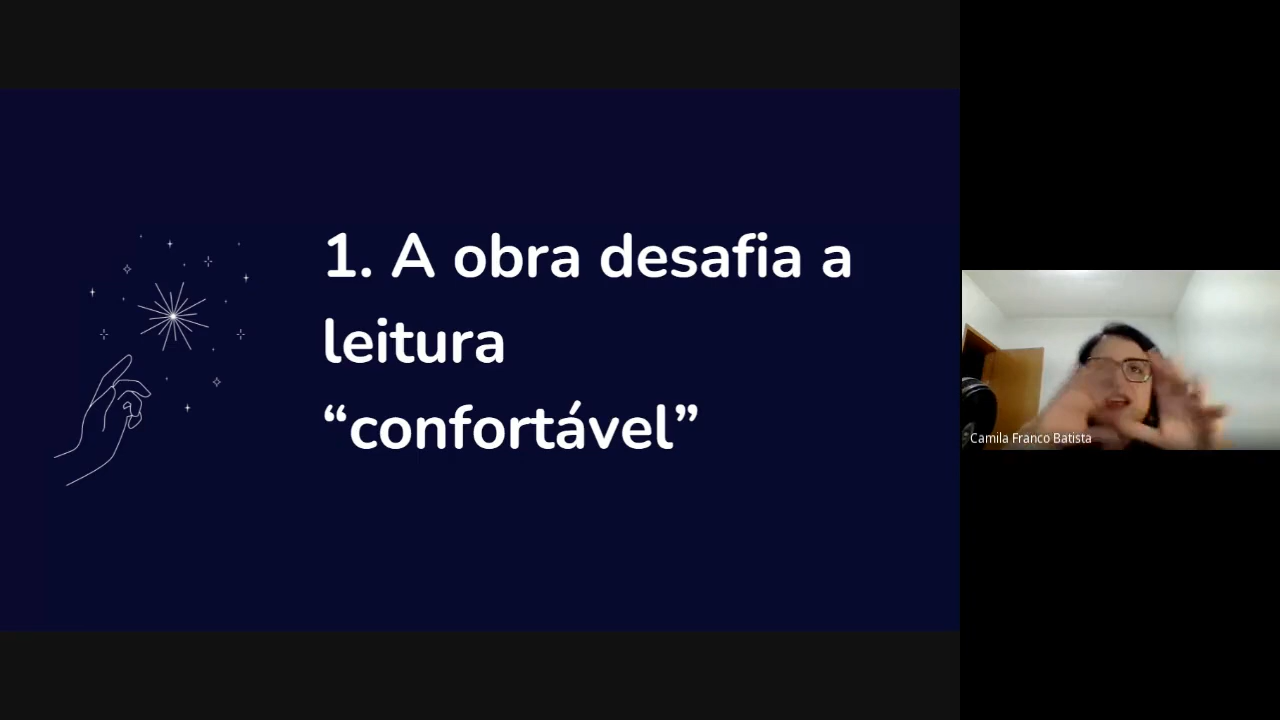 1. A obra desafia a
leitura
“confortável”
Camila Franco Batista